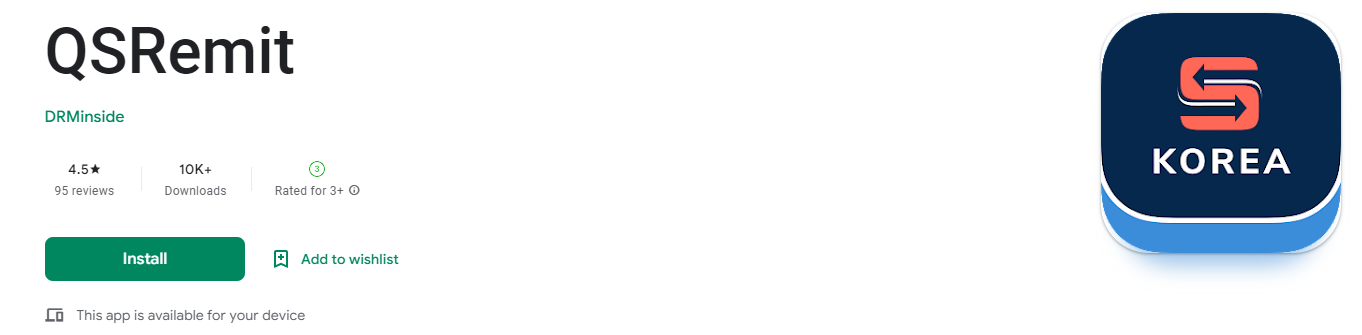 QSRemit
DRMinside
4.5★
95 reviews
10K+
Downloads
3
Rated for 3+
Install
Add to wishlist
This app is available for your device
KOREA